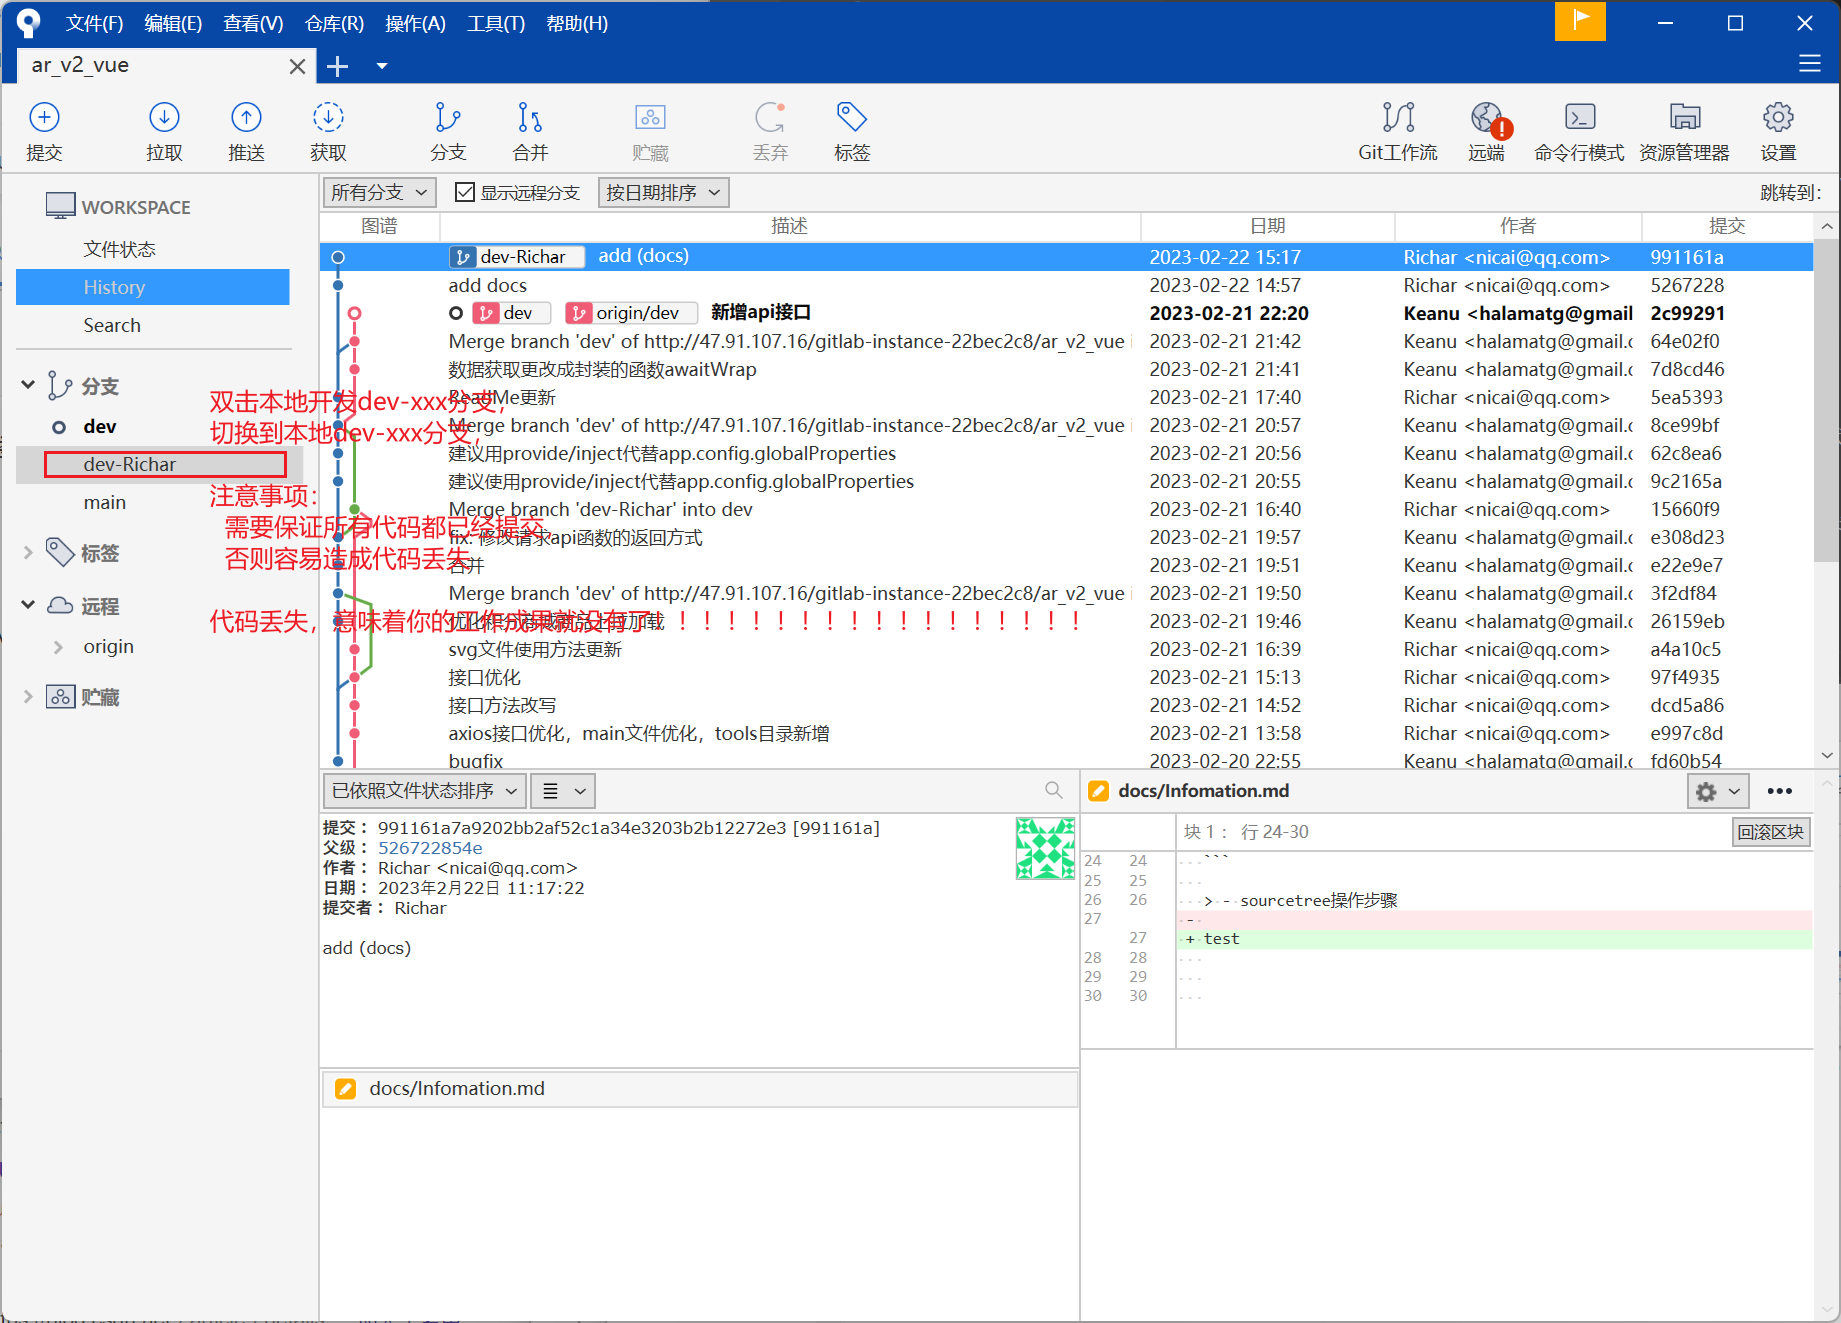 文件(F) 编辑(E) 查看(V) 仓库(R) 操作(A) 工具(T) 帮助(H)
ar_v2_vue
提交 拉取 推送 获取 分支 合并 贮藏 丢弃 标签 Git工作流 远端 命令行模式 资源管理器 设置
WORKSPACE
文件状态
History
Search
分支
dev
dev-Richar
main
标签
远程
origin
贮藏
双击本地开发dev-xxx分支，
切换到本地dev-xxx分支，
注意事项：
需要保证所有代码都已经提交，
否则容易造成代码丢失
代码丢失，意味着你的工作成果就没有了！！！！！！！！！！！！！！！！！！
所有分支 显示远程分支 按日期排序 跳转到：
图谱 描述 日期 作者 提交
dev-Richar add (docs) 2023-02-22 15:17 Richar <nicai@qq.com> 991161a
add docs 2023-02-22 14:57 Richar <nicai@qq.com> 5267228
dev origin/dev 新增api接口 2023-02-21 22:20 Keanu <halamatg@gmail 2c99291
Merge branch 'dev' of http://47.91.107.16/gitlab-instance-22bec2c8/ar_v2_vue i 2023-02-21 21:42 Keanu <halamatg@gmail.c 64e02f0
数据获取更改成封装的函数awaitWrap 2023-02-21 21:41 Keanu <halamatg@gmail.c 7d8cd46
ReadMe更新 2023-02-21 17:40 Richar <nicai@qq.com> 5ea5393
Merge branch 'dev' of http://47.91.107.16/gitlab-instance-22bec2c8/ar_v2_vue i 2023-02-21 20:57 Keanu <halamatg@gmail.c 8ce99bf
建议用provide/inject代替app.config.globalProperties 2023-02-21 20:56 Keanu <halamatg@gmail.c 62c8ea6
建议使用provide/inject代替app.config.globalProperties 2023-02-21 20:55 Keanu <halamatg@gmail.c 9c2165a
Merge branch 'dev-Richar' into dev 2023-02-21 16:40 Richar <nicai@qq.com> 15660f9
fix: 修改请求api函数的返回方式 2023-02-21 19:57 Keanu <halamatg@gmail.c e308d23
合并 2023-02-21 19:51 Keanu <halamatg@gmail.c e22e9e7
Merge branch 'dev' of http://47.91.107.16/gitlab-instance-22bec2c8/ar_v2_vue i 2023-02-21 19:50 Keanu <halamatg@gmail.c 3f2df84
加载 2023-02-21 19:46 Keanu <halamatg@gmail.c 26159eb
svg文件使用方法更新 2023-02-21 16:39 Richar <nicai@qq.com> a4a10c5
接口优化 2023-02-21 15:13 Richar <nicai@qq.com> 97f4935
接口方法改写 2023-02-21 14:52 Richar <nicai@qq.com> dcd5a86
axios接口优化，main文件优化，tools目录新增 2023-02-21 13:58 Richar <nicai@qq.com> e997c8d
bugfix 2023-02-20 22:55 Keanu <halamatg@gmail.c fd60b54
已依照文件状态排序
提交： 991161a7a9202bb2af52c1a34e3203b2b12272e3 [991161a]
父级： 526722854e
作者： Richar <nicai@qq.com>
日期： 2023年2月22日 11:17:22
提交者： Richar
add (docs)
docs/Infomation.md
docs/Infomation.md
块 1： 行 24-30 回滚区块
24 24 ```
25 25
26 26 > - sourcetree操作步骤
27 -
27 + test
28 28
29 29
30 30